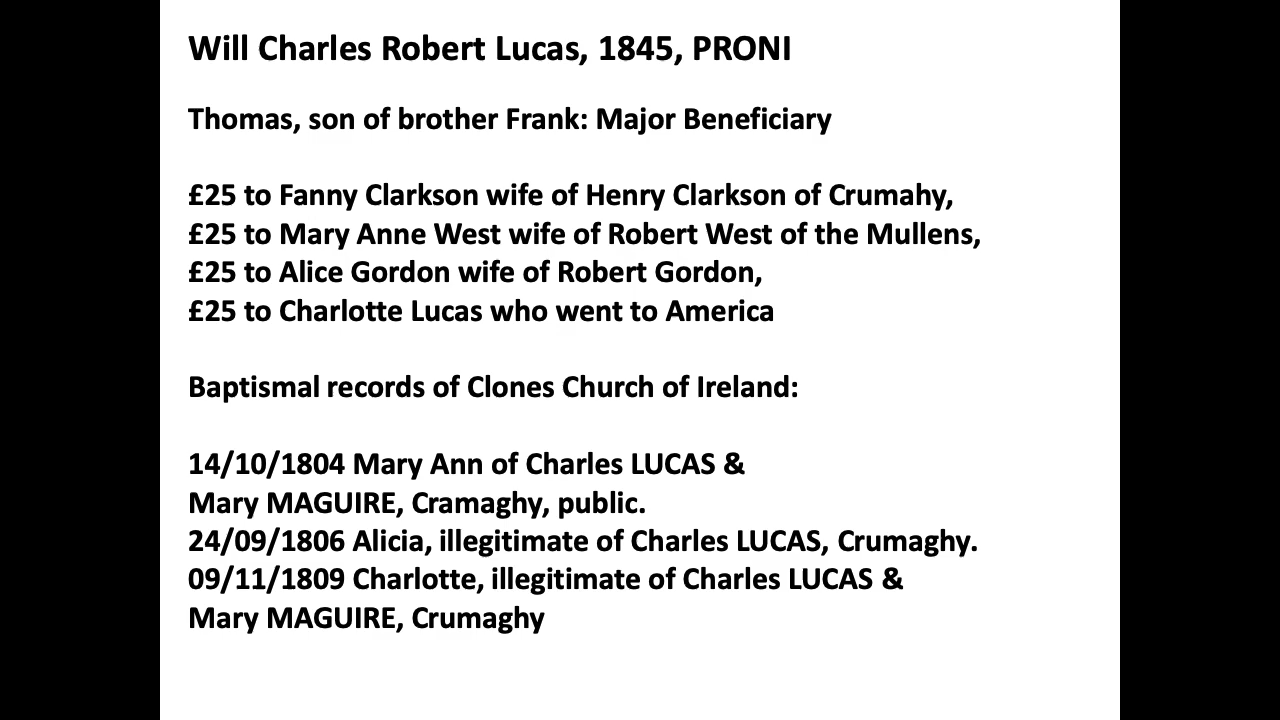 Will Charles Robert Lucas, 1845, PRONI
Thomas, son of brother Frank: Major Beneficiary
£25 to Fanny Clarkson wife of Henry Clarkson of Crumahy,
£25 to Mary Anne West wife of Robert West of the Mullens,
£25 to Alice Gordon wife of Robert Gordon,
£25 to Charlotte Lucas who went to America
Baptismal records of Clones Church of Ireland:
14/10/1804 Mary Ann of Charles LUCAS &
Mary MAGUIRE, Cramaghy, public.
24/09/1806 Alicia, illegitimate of Charles LUCAS, Crumaghy.
09/11/1809 Charlotte, illegitimate of Charles LUCAS &
Mary MAGUIRE, Crumaghy